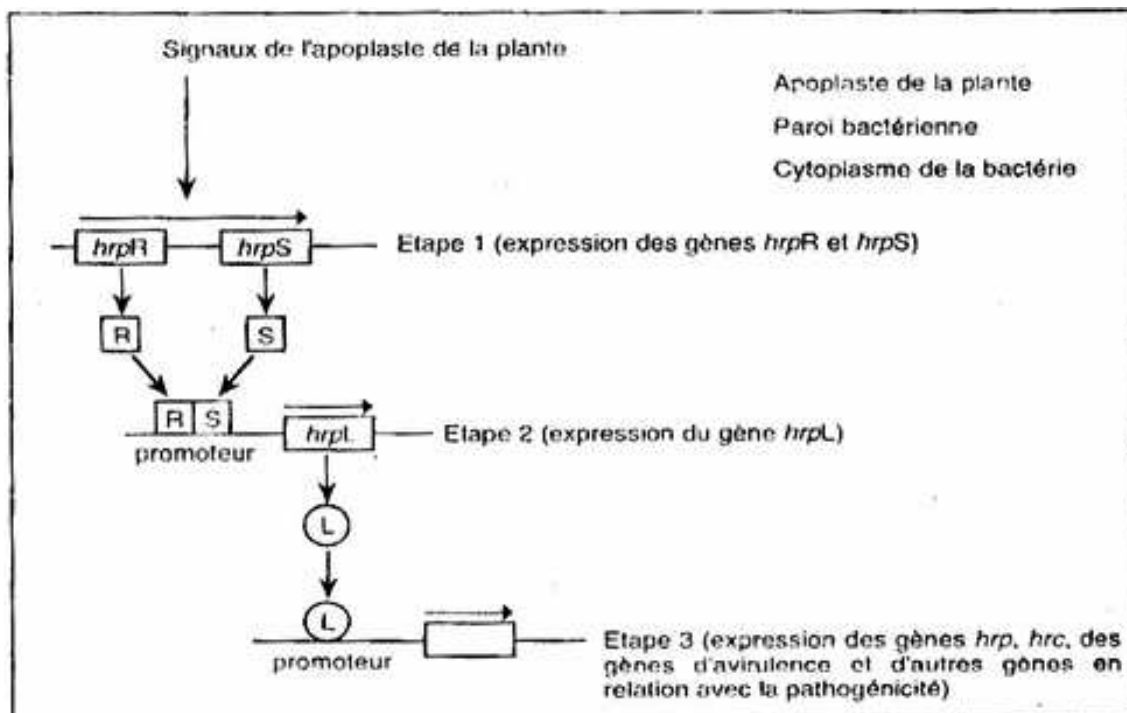 Signaux de l'apoplaste de la plante
Apoplaste de la plante
Paroi bactérienne
Cytoplasme de la bactérie
hrpR
hrpS
Etape 1 (expression des gènes hrpR et hrpS)
R
S
R S
hrpL
Etape 2 (expression du gène hrpL)
promoteur
L
L
promoteur
Etape 3 (expression des gènes hrp, hrc, des
gènes d'avirulence et d'autres gènes en
relation avec la pathogénicité)